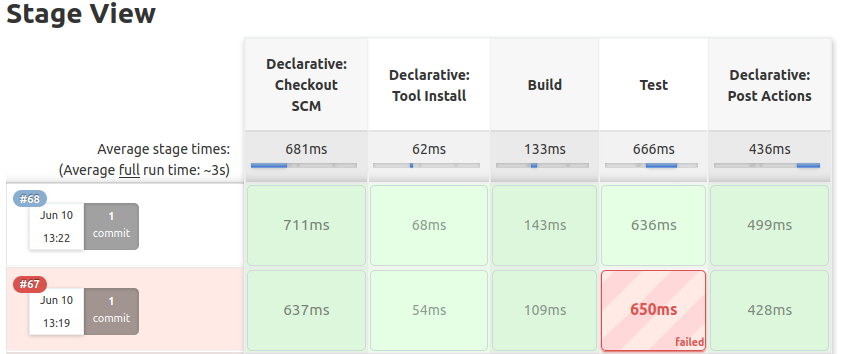 Stage View
Declarative:
Checkout
SCM
Declarative:
Tool Install
Build
Test
Declarative:
Post Actions
Average stage times:
(Average full run time: ~3s)
681ms
62ms
133ms
666ms
436ms
#68
Jun 10
13:22
1
commit
711ms
68ms
143ms
636ms
499ms
#67
Jun 10
13:19
1
commit
637ms
54ms
109ms
650ms
failed
428ms